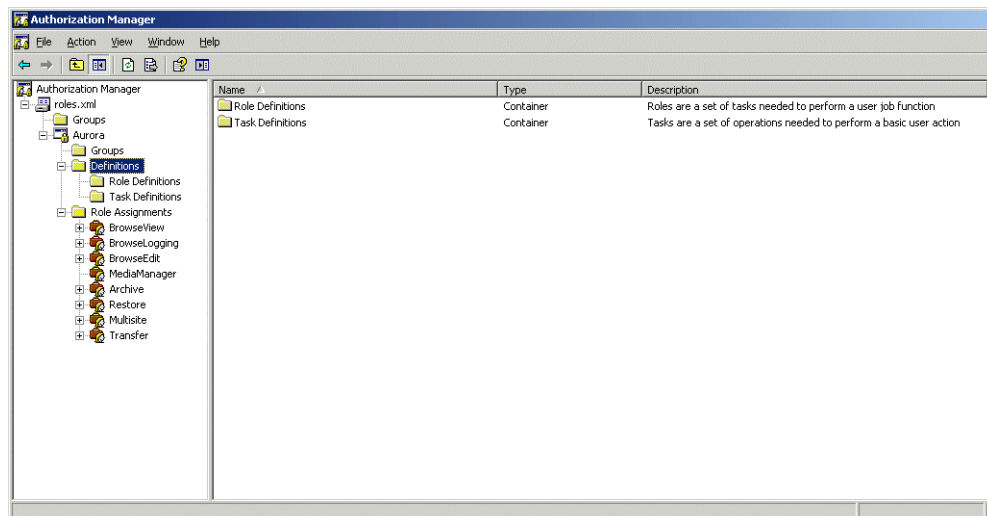 Authorization Manager
File Action View Window Help
Authorization Manager
roles.xml
Groups
Aurora
Groups
Definitions
Role Definitions
Task Definitions
Role Assignments
BrowseView
BrowseLogging
BrowseEdit
MediaManager
Archive
Restore
Multisite
Transfer
Name Type Description
Role Definitions Container Roles are a set of tasks needed to perform a user job function
Task Definitions Container Tasks are a set of operations needed to perform a basic user action